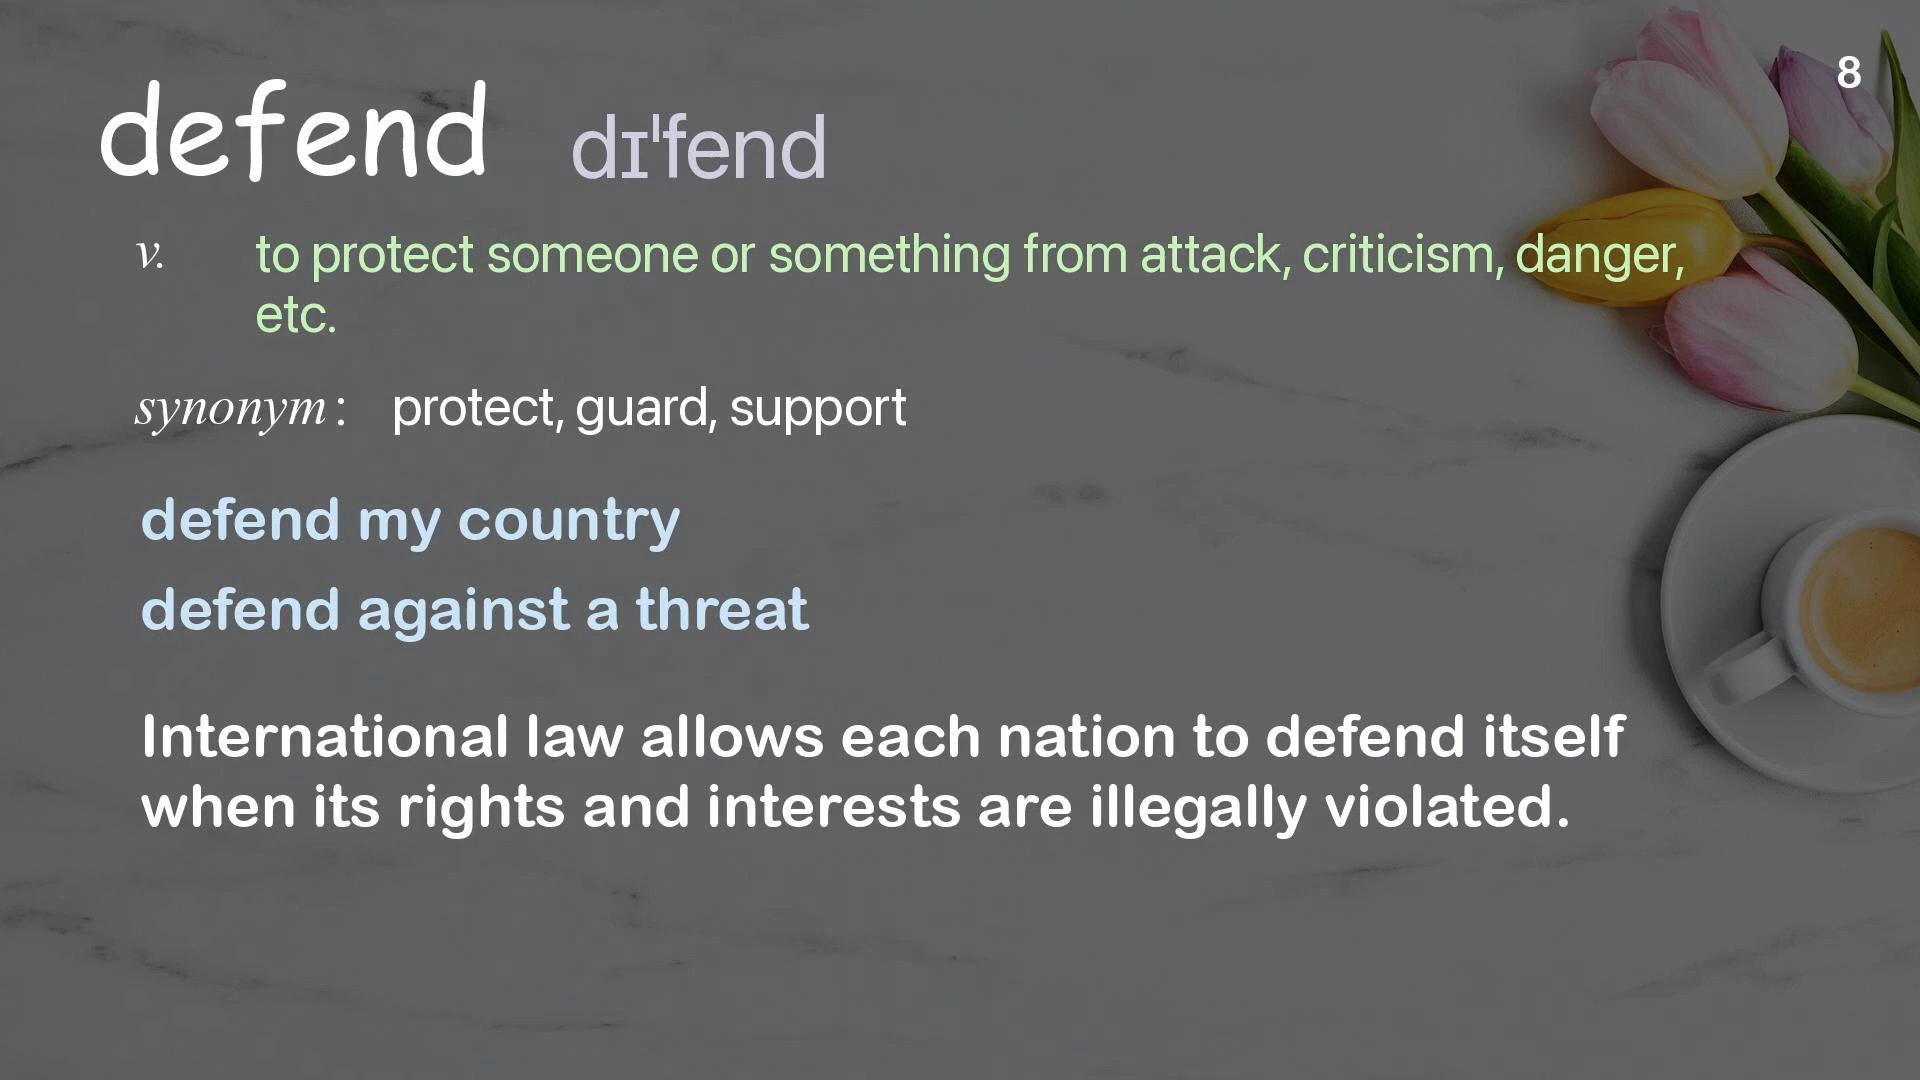 8
defend dɪ'fend
v. to protect someone or something from attack, criticism, danger,
etc.
synonym: protect, guard, support
defend my country
defend against a threat
International law allows each nation to defend itself
when its rights and interests are illegally violated.